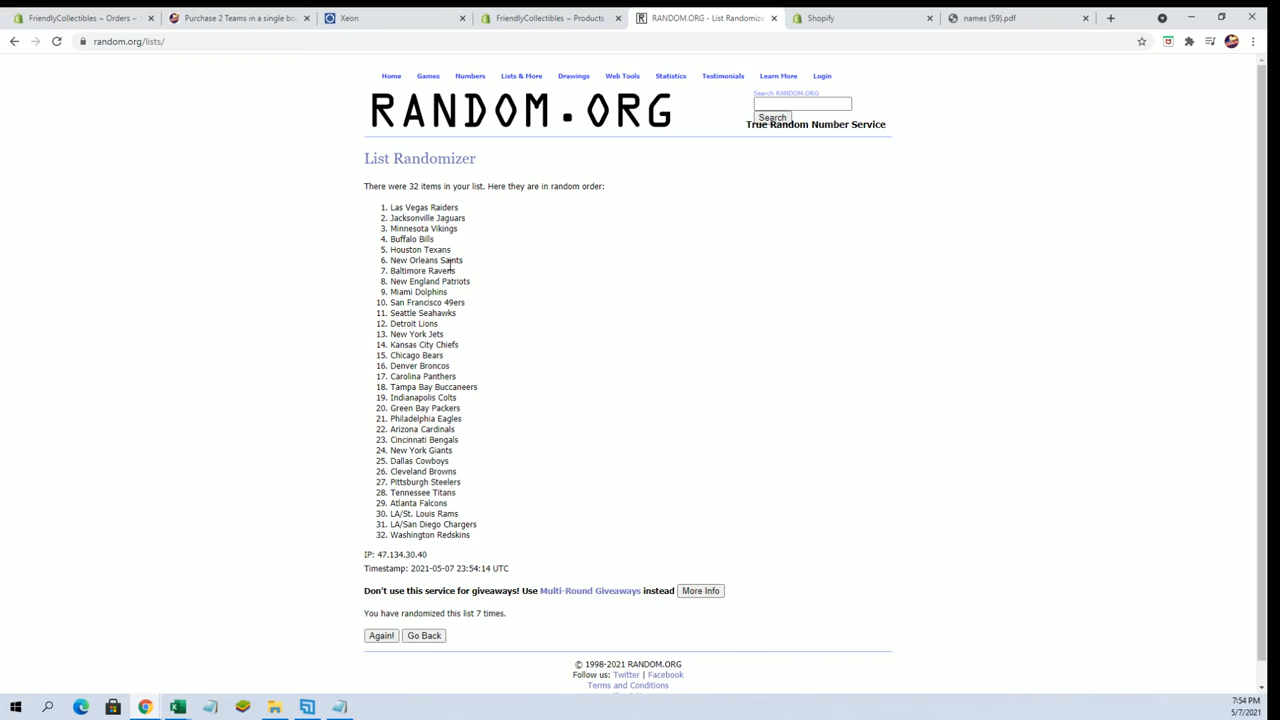 FriendlyCollectibles ~ Orders ~
Purchase 2 Teams in a single bo
Xeon
FriendlyCollectibles ~ Products ~
RANDOM.ORG - List Randomize
Shopify
names (59).pdf
random.org/lists/
Home Games Numbers Lists & More Drawings Web Tools Statistics Testimonials Learn More Login
RANDOM.ORG
Search RANDOM.ORG
Search
True Random Number Service
List Randomizer
There were 32 items in your list. Here they are in random order:
1. Las Vegas Raiders
2. Jacksonville Jaguars
3. Minnesota Vikings
4. Buffalo Bills
5. Houston Texans
6. New Orleans Saints
7. Baltimore Ravens
8. New England Patriots
9. Miami Dolphins
10. San Francisco 49ers
11. Seattle Seahawks
12. Detroit Lions
13. New York Jets
14. Kansas City Chiefs
15. Chicago Bears
16. Denver Broncos
17. Carolina Panthers
18. Tampa Bay Buccaneers
19. Indianapolis Colts
20. Green Bay Packers
21. Philadelphia Eagles
22. Arizona Cardinals
23. Cincinnati Bengals
24. New York Giants
25. Dallas Cowboys
26. Cleveland Browns
27. Pittsburgh Steelers
28. Tennessee Titans
29. Atlanta Falcons
30. LA/St. Louis Rams
31. LA/San Diego Chargers
32. Washington Redskins
IP: 47.134.30.40
Timestamp: 2021-05-07 23:54:14 UTC
Don't use this service for giveaways! Use Multi-Round Giveaways instead More Info
You have randomized this list 7 times.
Again! Go Back
© 1998-2021 RANDOM.ORG
Follow us: Twitter | Facebook
Terms and Conditions
7:54 PM
5/7/2021